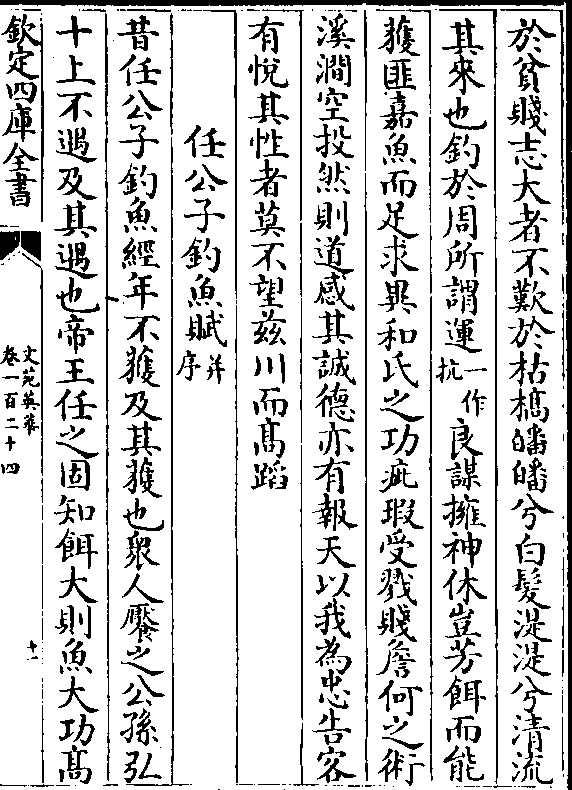 於貧賤志大者不歎於枯槁皤皤兮白髮湜湜兮清流
其來也釣於周所謂運一作抗良謀擁神休豈芳餌而能
獲匪嘉魚而足求異和氏之功疵瑕受戮賤詹何之術
溪澗空投然則道感其誠德亦有報天以我為忠告客
有悅其性者莫不望兹川而髙蹈
任公子釣魚賦并序
昔任公子釣魚經年不獲及其獲也衆人饜之公孫弘
十上不遇及其遇也帝王任之固知餌大則魚大功髙
欽定四庫全書
文苑英華
卷一百二十四
十一